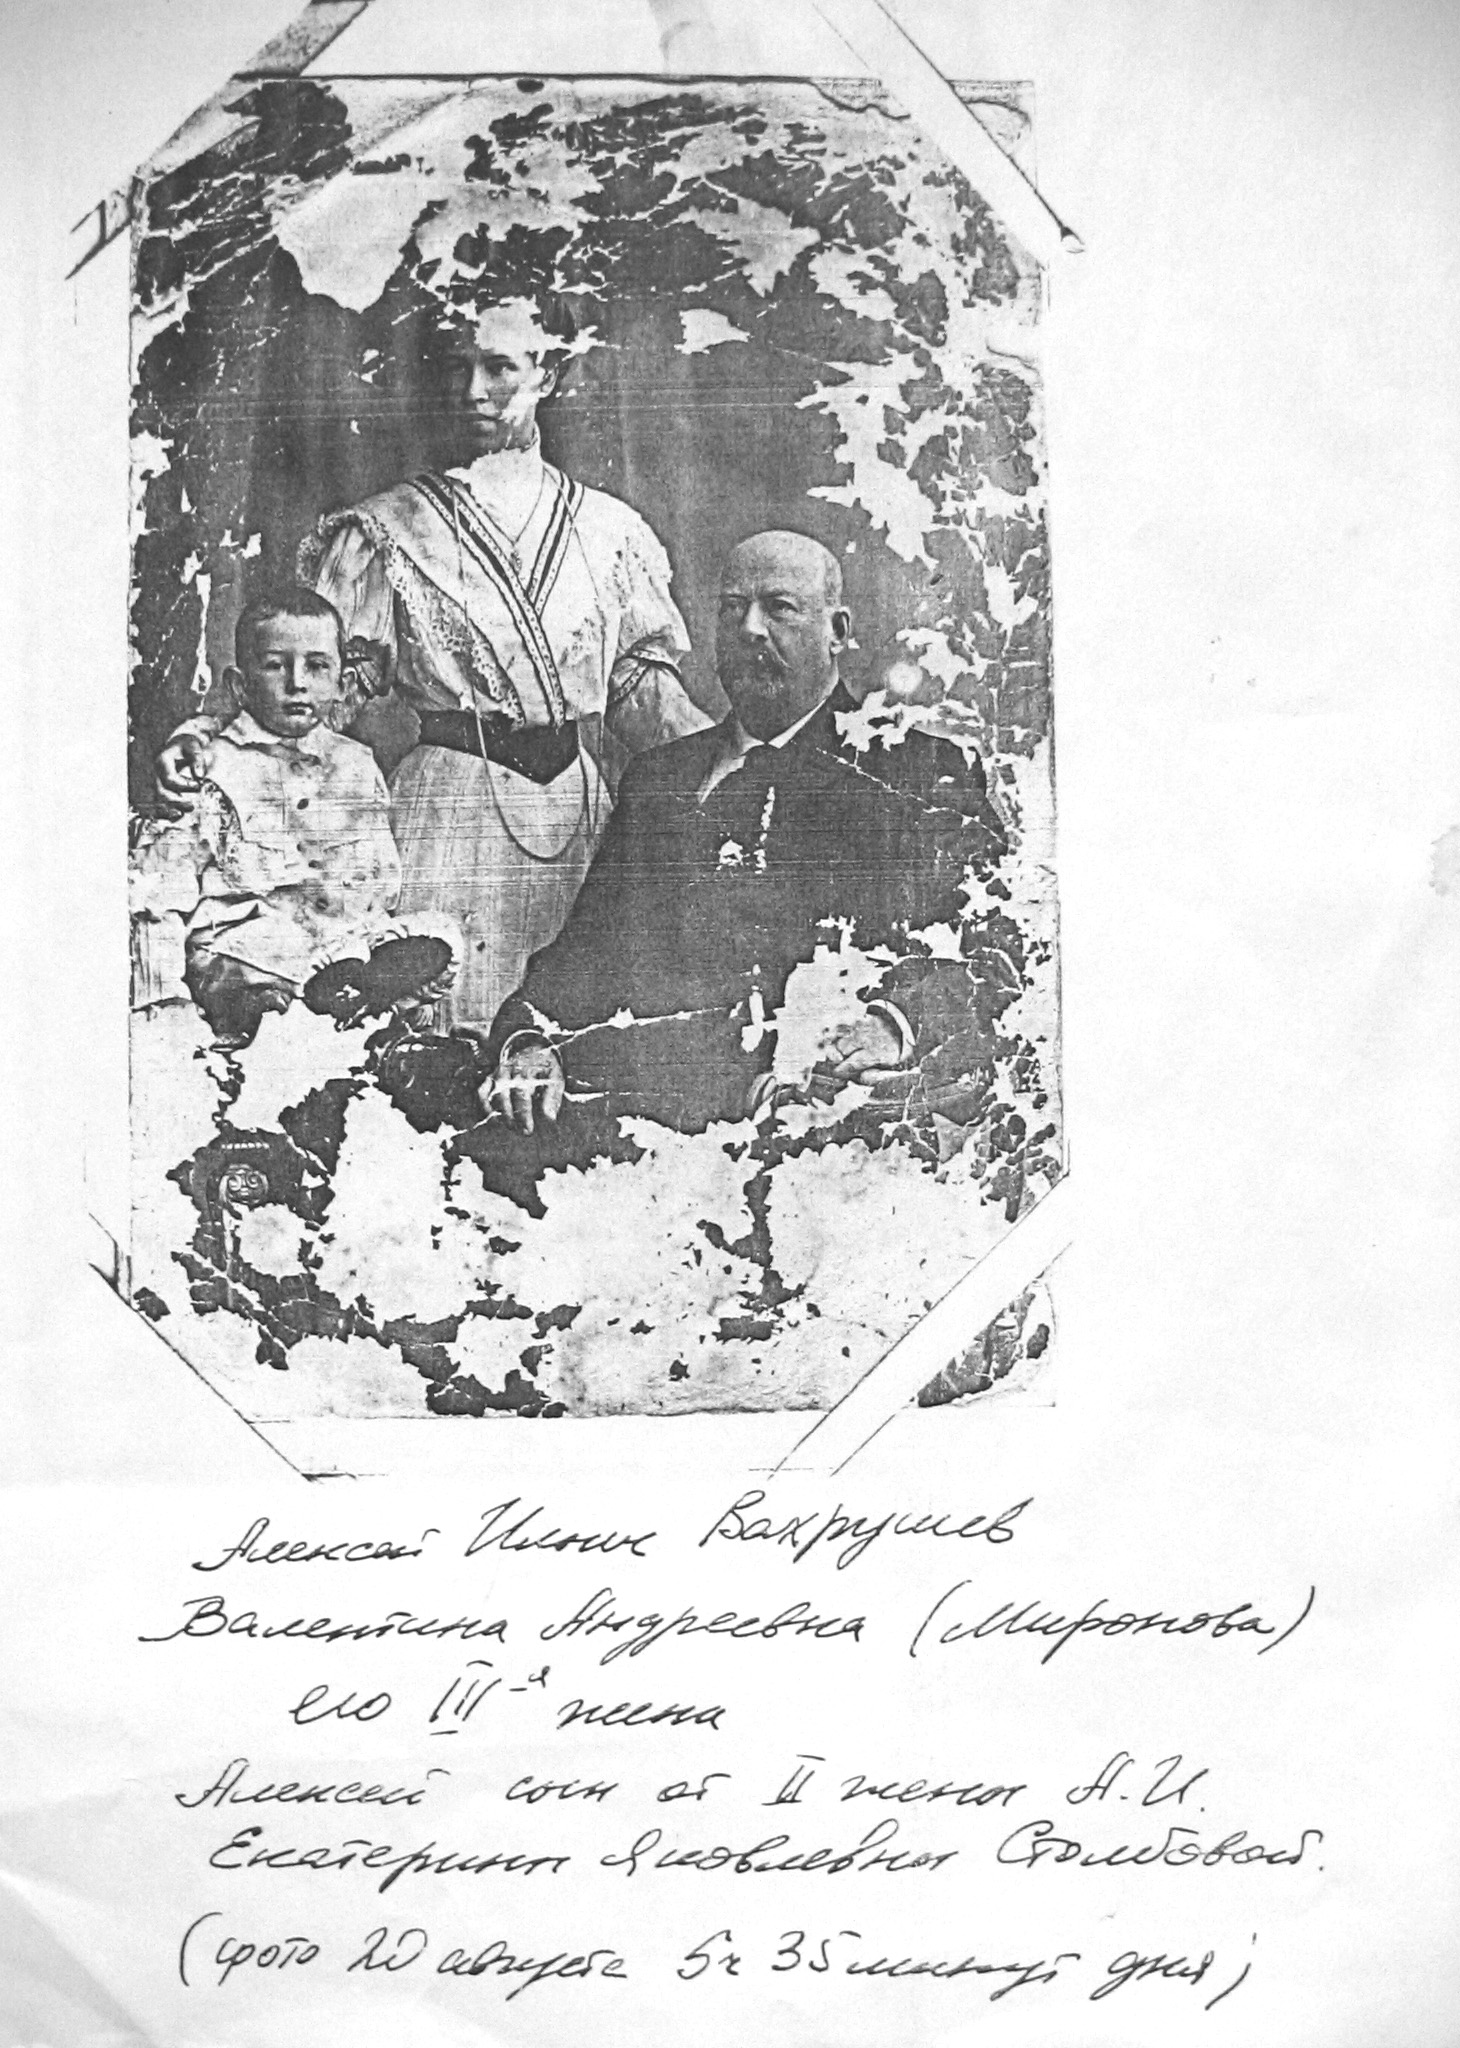 Алексей Ильич Вахрушев
Валентина Андреевна (Миронова)
его III-я жена
Алексей сын от II жены А.И.
Екатерины Яковлевны Столбовой.
(фото 20 августа 5ч 35 минут дня)